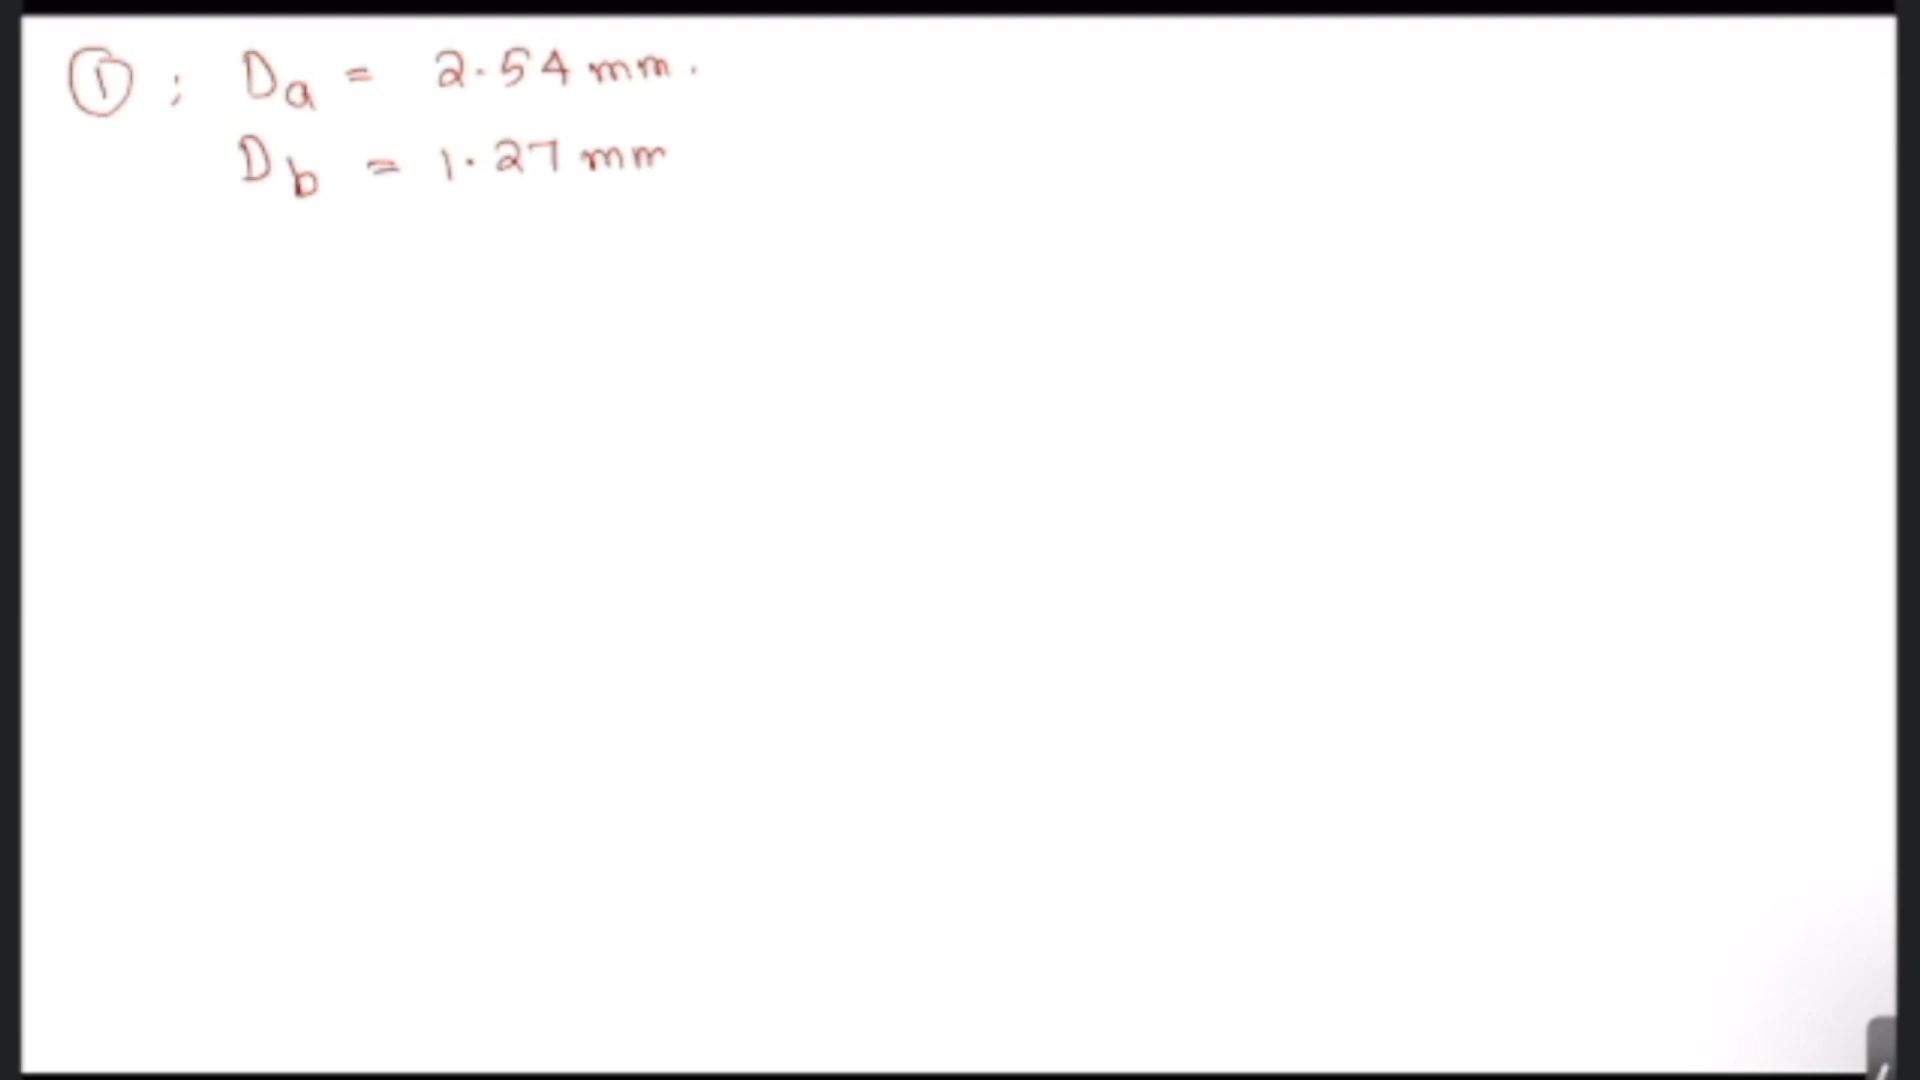 ① ; Da = 2.54 mm.
Db = 1.27 mm